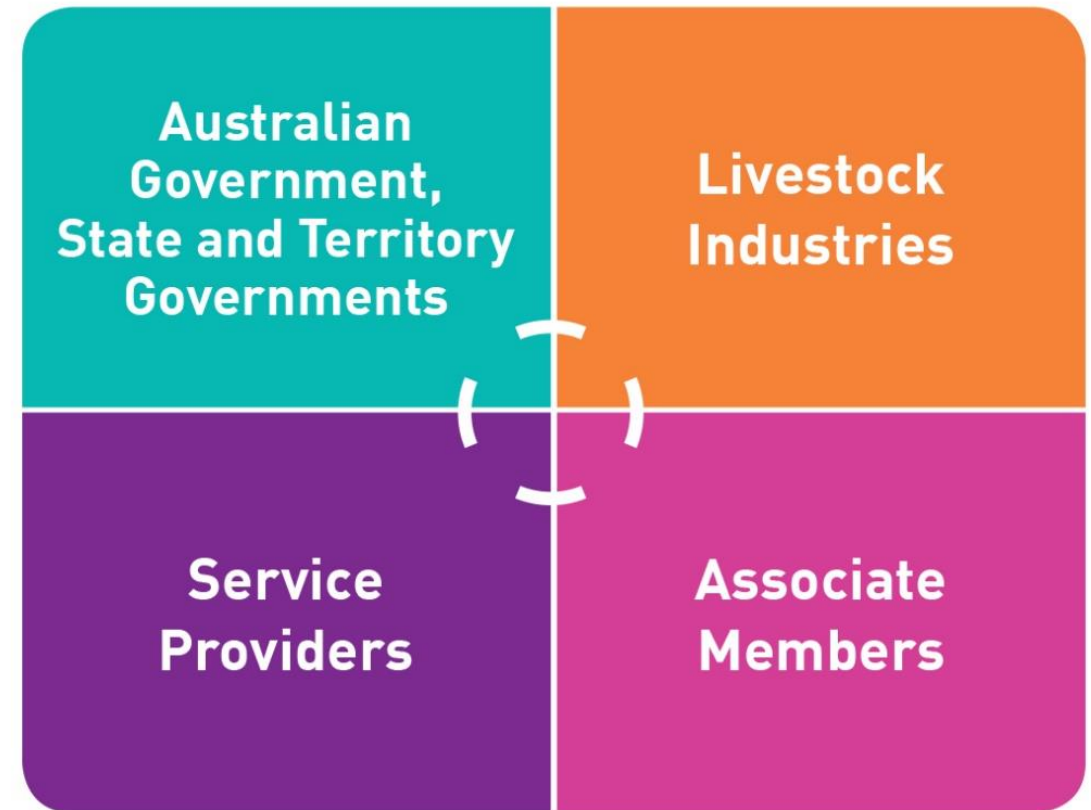 Australian
Government,
State and Territory
Governments
Livestock
Industries
Service
Providers
Associate
Members